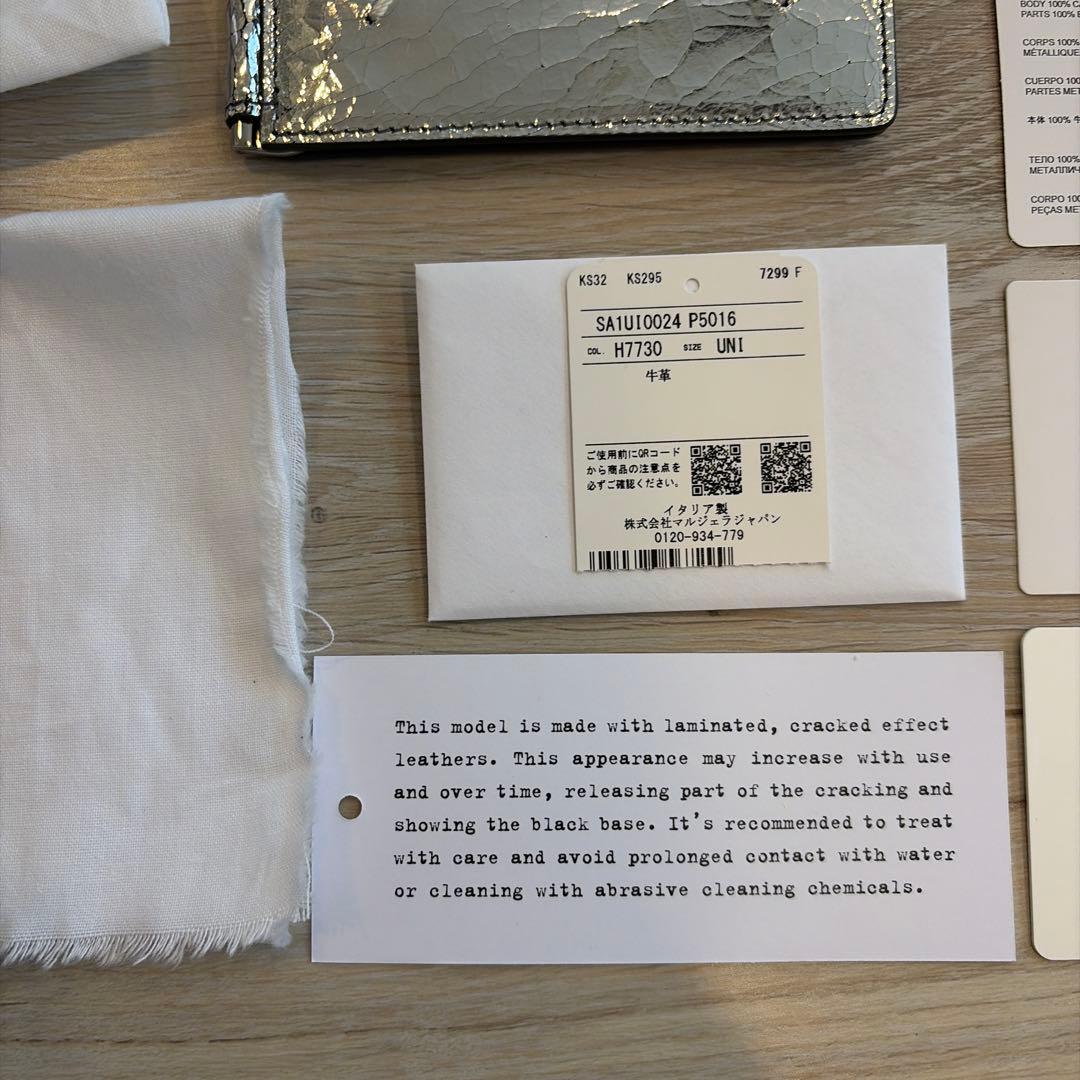 BODY 100%
PARTS 100%
CORPS 100%
MÉTALLIQUE
CUERPO 100
PARTES MET
本体 100% 牛
ТЕЛО 100%
МЕТАЛЛИЧ
CORPO 100
PEÇAS ME
KS32 KS295 7299 F
SA1UI0024 P5016
COL. H7730 SIZE UNI
牛革
ご使用前にQRコード
から商品の注意点を
必ずご確認ください。
イタリア製
株式会社マルジェラジャパン
0120-934-779
This model is made with laminated, cracked effect
leathers. This appearance may increase with use
and over time, releasing part of the cracking and
showing the black base. It's recommended to treat
with care and avoid prolonged contact with water
or cleaning with abrasive cleaning chemicals.